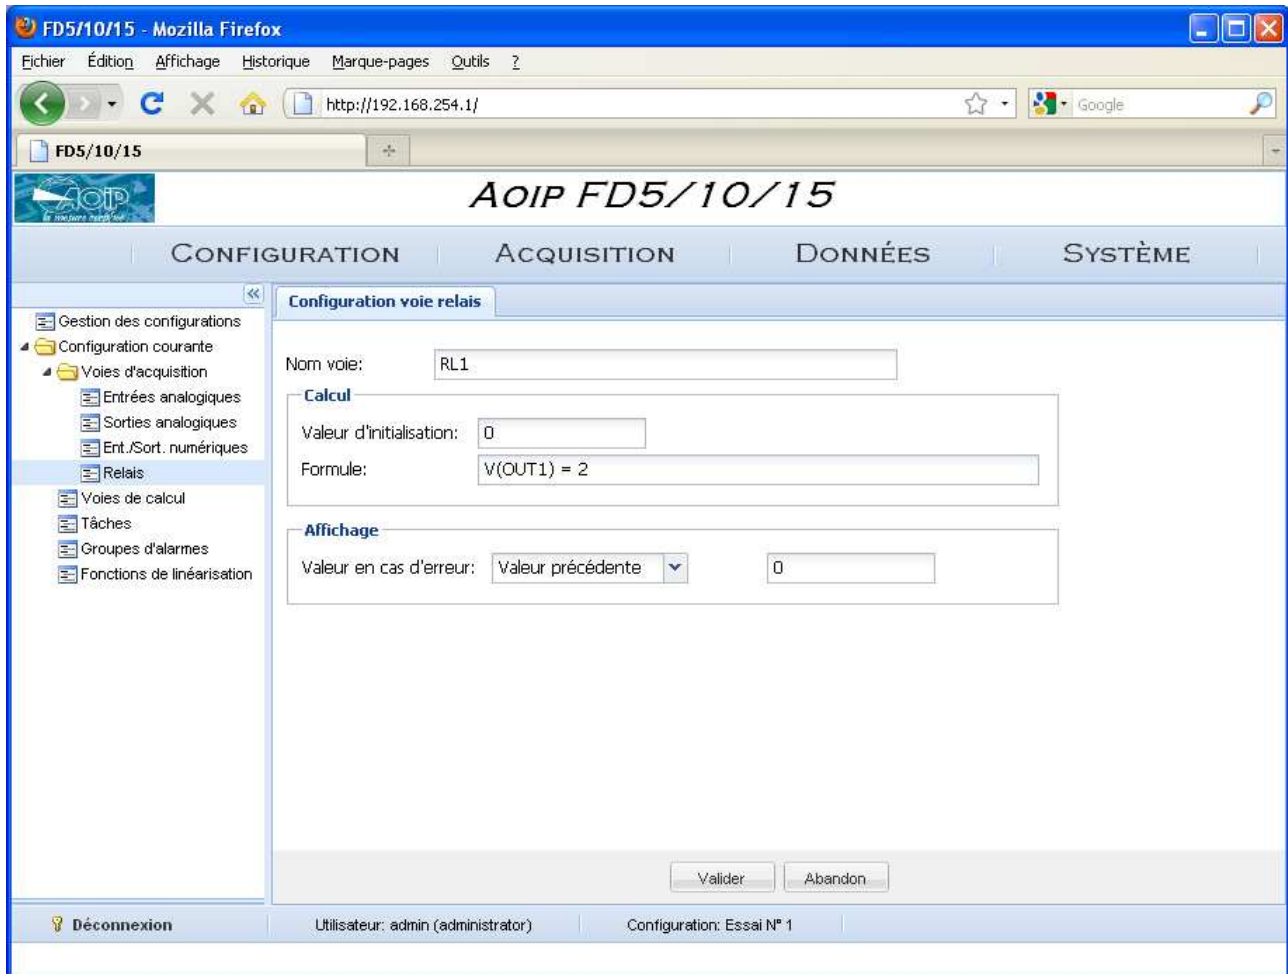 FD5/10/15 - Mozilla Firefox
Fichier Édition Affichage Historique Marque-pages Outils ?
http://192.168.254.1/
Google
FD5/10/15
AOIP
AOIP FD5/10/15
CONFIGURATION ACQUISITION DONNÉES SYSTÈME
Gestion des configurations
Configuration courante
Voies d'acquisition
Entrées analogiques
Sorties analogiques
Ent./Sort. numériques
Relais
Voies de calcul
Tâches
Groupes d'alarmes
Fonctions de linéarisation
Configuration voie relais
Nom voie: RL1
Calcul
Valeur d'initialisation: 0
Formule: V(OUT1) = 2
Affichage
Valeur en cas d'erreur: Valeur précédente 0
Valider Abandon
Déconnexion Utilisateur: admin (administrator) Configuration: Essai N° 1